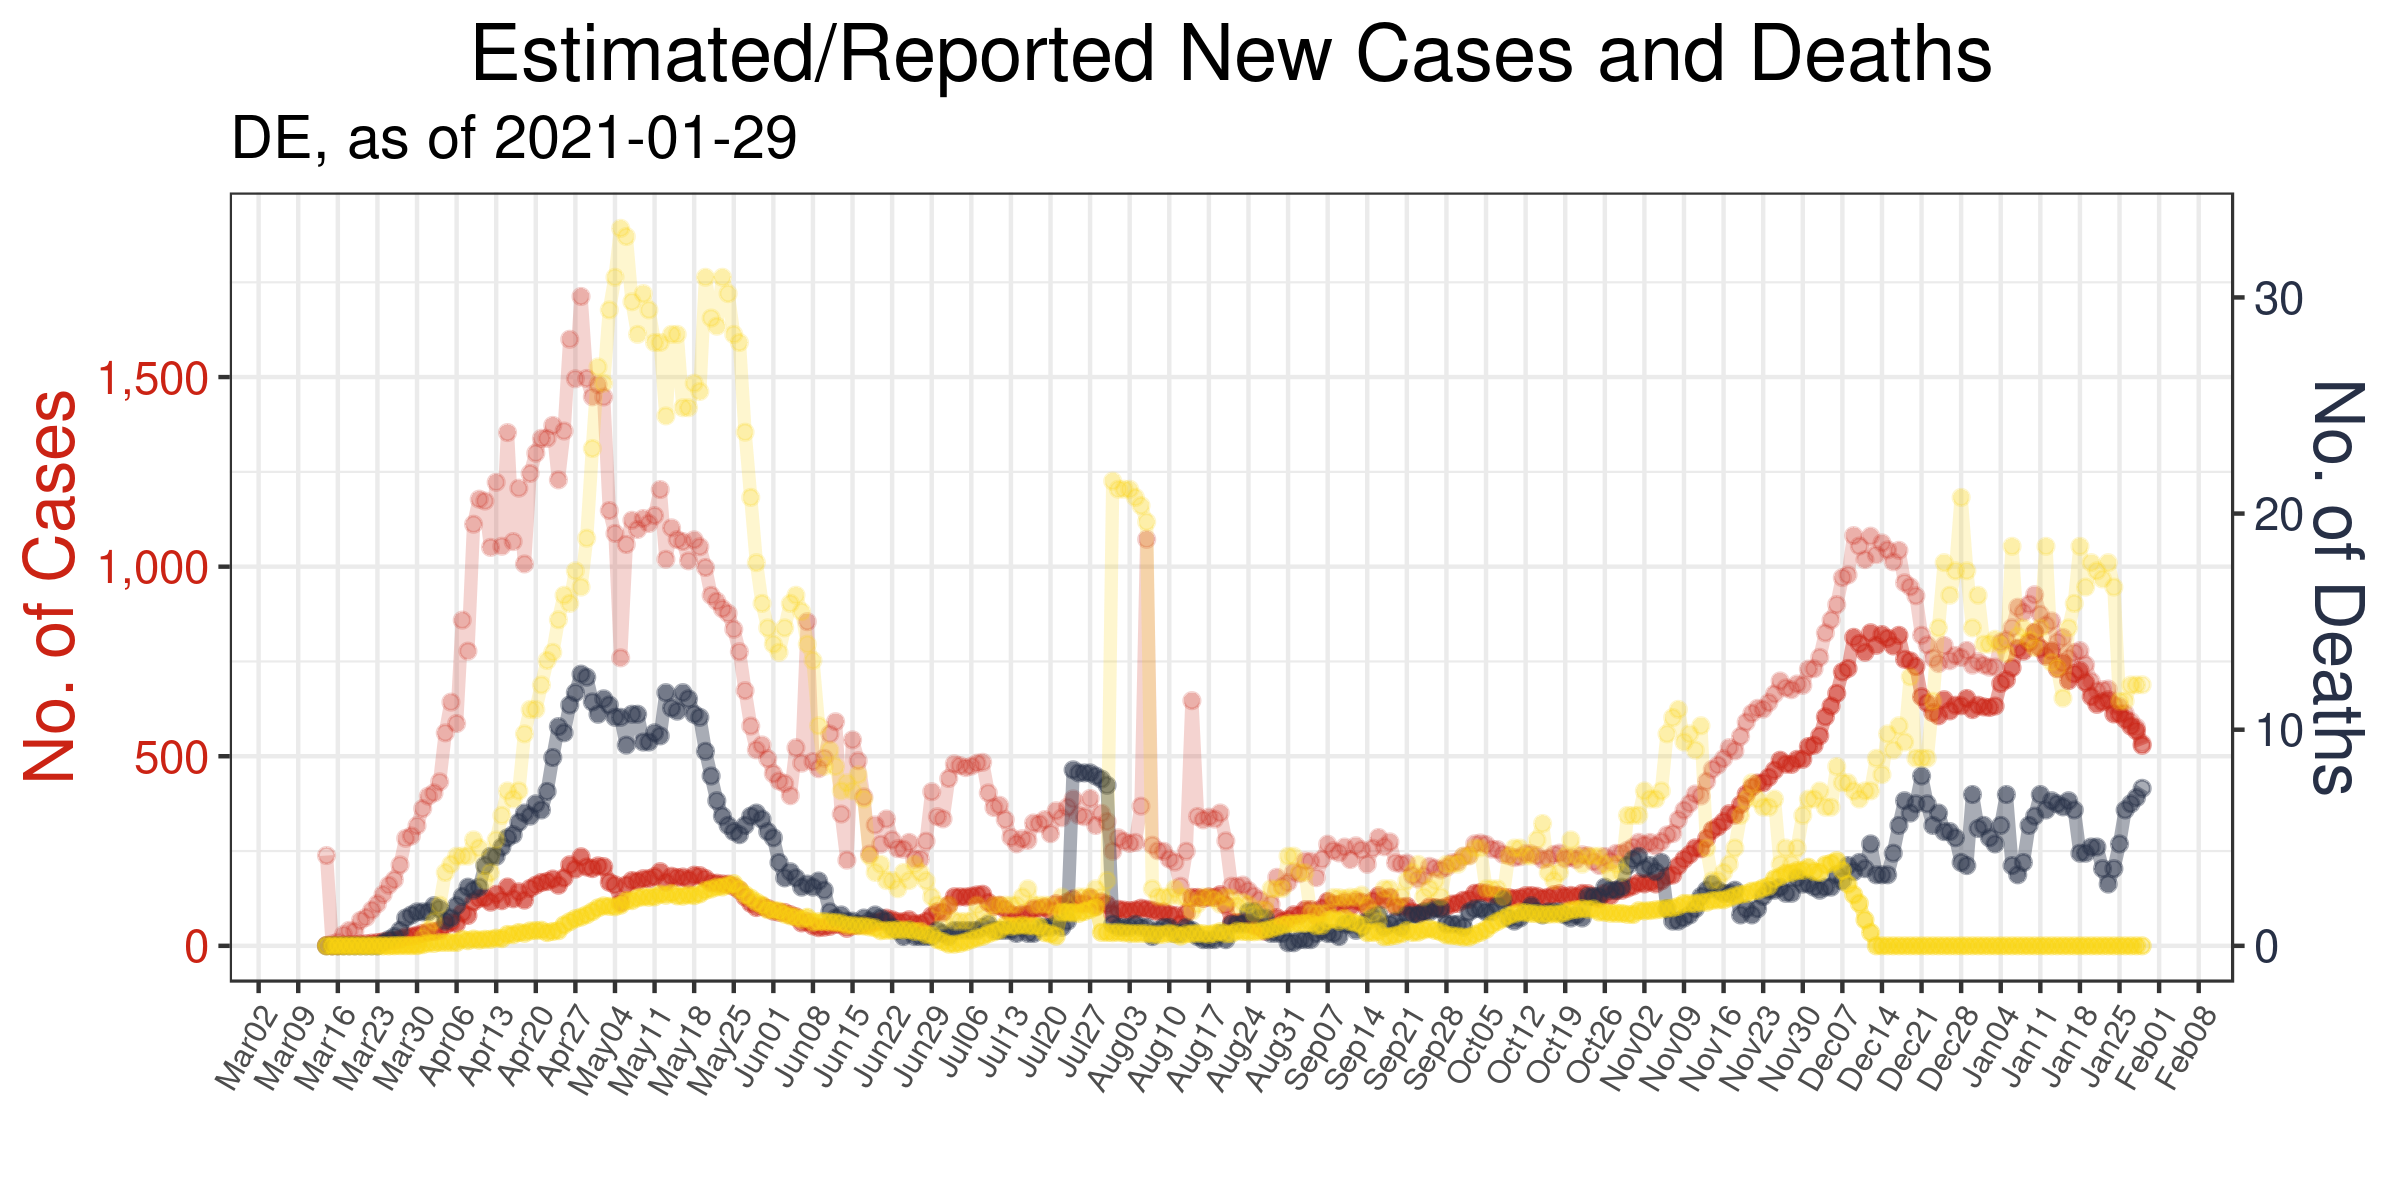 Estimated/Reported New Cases and Deaths
DE, as of 2021-01-29
No. of Cases
1,500
1,000
500
0
30
20
10
0
No. of Deaths
Mar02
Mar09
Mar16
Mar23
Mar30
Apr06
Apr13
Apr20
Apr27
May04
May11
May18
May25
Jun01
Jun08
Jun15
Jun22
Jun29
Jul06
Jul13
Jul20
Jul27
Aug03
Aug10
Aug17
Aug24
Aug31
Sep07
Sep14
Sep21
Sep28
Oct05
Oct12
Oct19
Oct26
Nov02
Nov09
Nov16
Nov23
Nov30
Dec07
Dec14
Dec21
Dec28
Jan04
Jan11
Jan18
Jan25
Feb01
Feb08